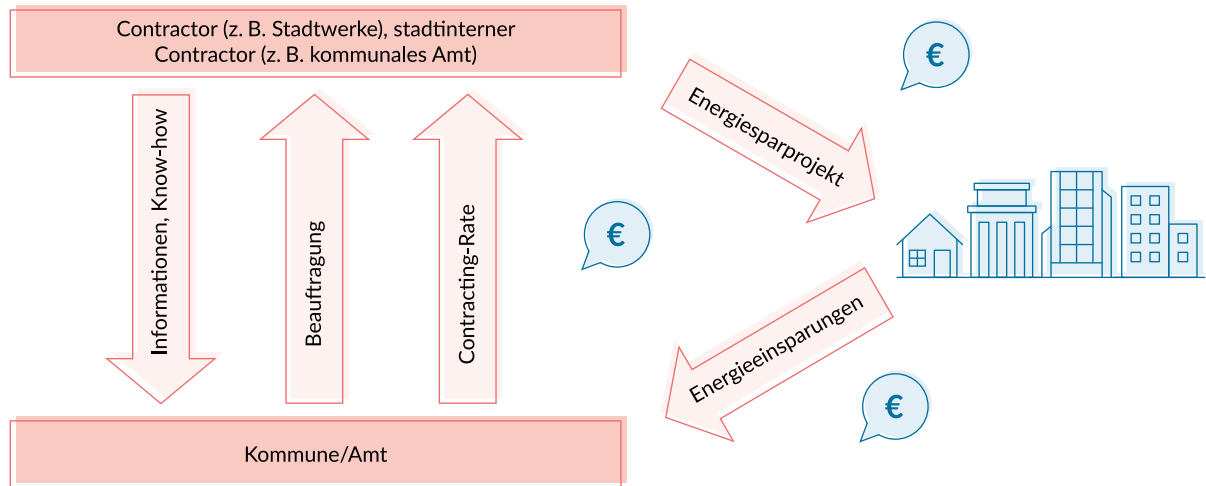 Contractor (z. B. Stadtwerke), stadtinterner
Contractor (z. B. kommunales Amt)
Informationen, Know-how
Beauftragung
Contracting-Rate
Energiesparprojekt
€
€
Energieeinsparungen
€
Kommune/Amt